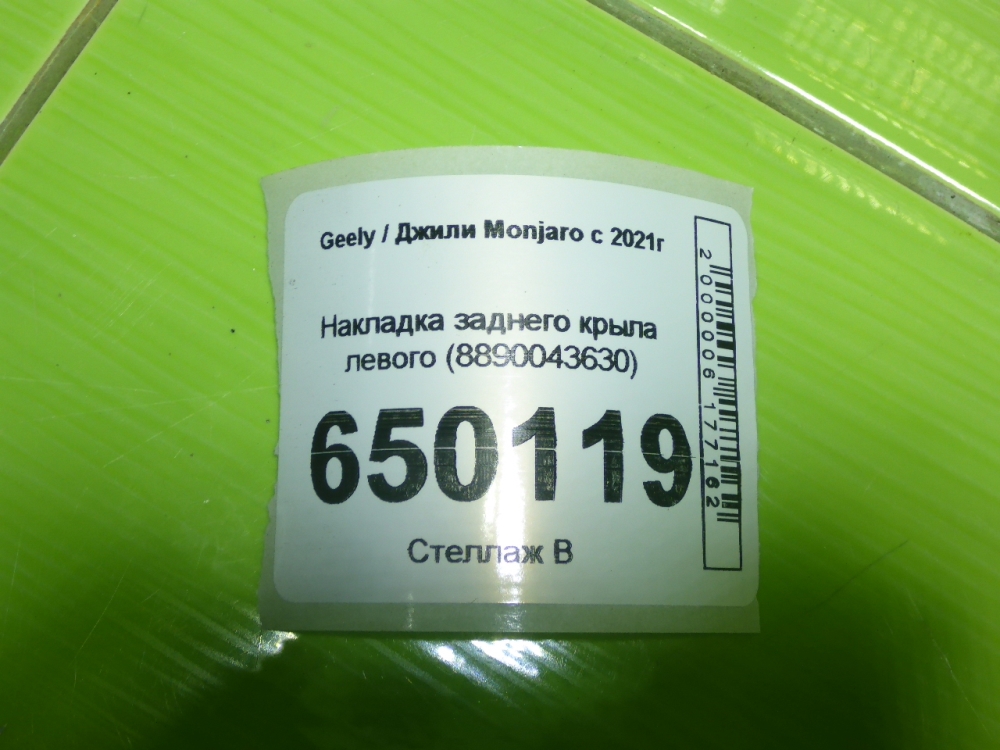 Geely / Джили Monjaro с 2021г
Накладка заднего крыла
левого (8890043630)
650119
Стеллаж В
2000006177162